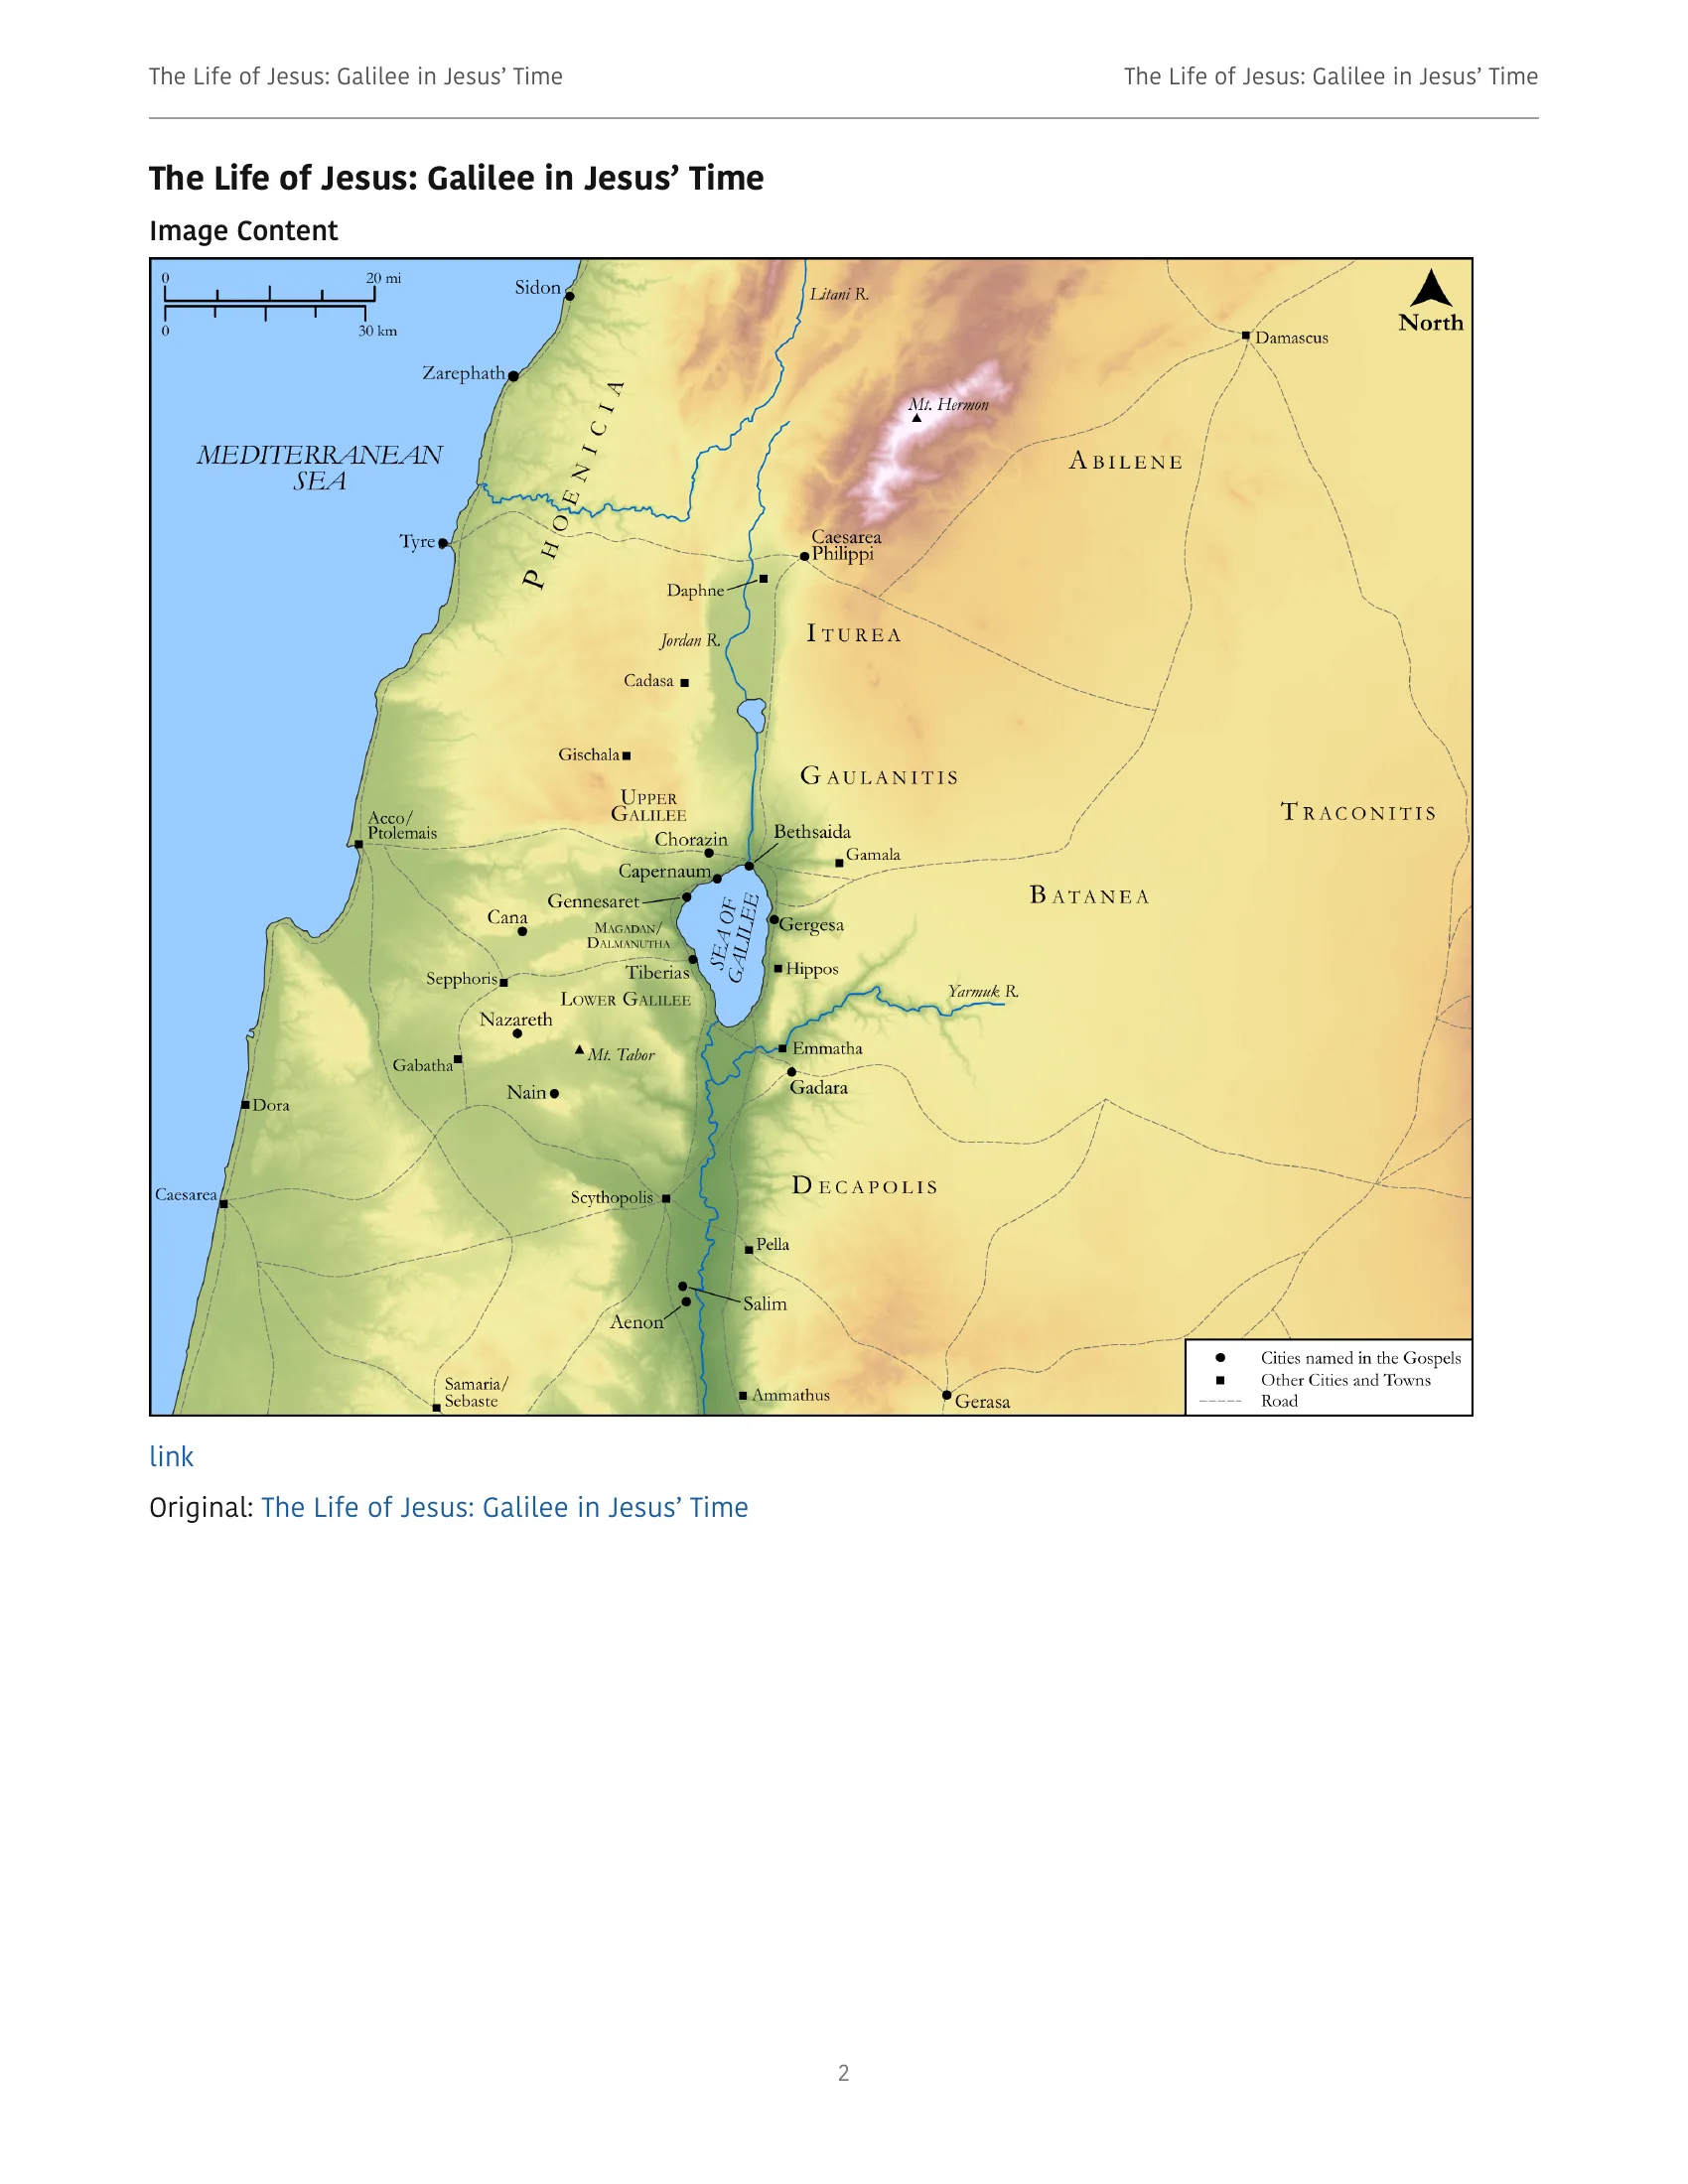 The Life of Jesus: Galilee in Jesus’ Time
The Life of Jesus: Galilee in Jesus’ Time
The Life of Jesus: Galilee in Jesus’ Time
Image Content
0 20 mi
0 30 km
North
Sidon
Litani R.
Damascus
Zarephath
Mt. Hermon
MEDITERRANEAN
SEA
PHOENICIA
ABILENE
Tyre
Caesarea
Philippi
Daphne
ITUREA
Jordan R.
Cadasa
Gischala
GAULANITIS
UPPER
GALILEE
TRACONITIS
Acco/
Ptolemais
Chorazin
Bethsaida
Gamala
Capernaum
BATANEA
Gennesaret
Cana
MAGADAN/
DALMANUTHA
SEA OF
GALILEE
Gergesa
Tiberias
Hippos
Sepphoris
LOWER GALILEE
Yarmuk R.
Nazareth
Mt. Tabor
Emmatha
Gabatha
Gadara
Nain
Dora
DECAPOLIS
Caesarea
Scythopolis
Pella
Salim
Aenon
Samaria/
Sebaste
Ammathus
Gerasa
Cities named in the Gospels
Other Cities and Towns
Road
link
Original: The Life of Jesus: Galilee in Jesus’ Time
2